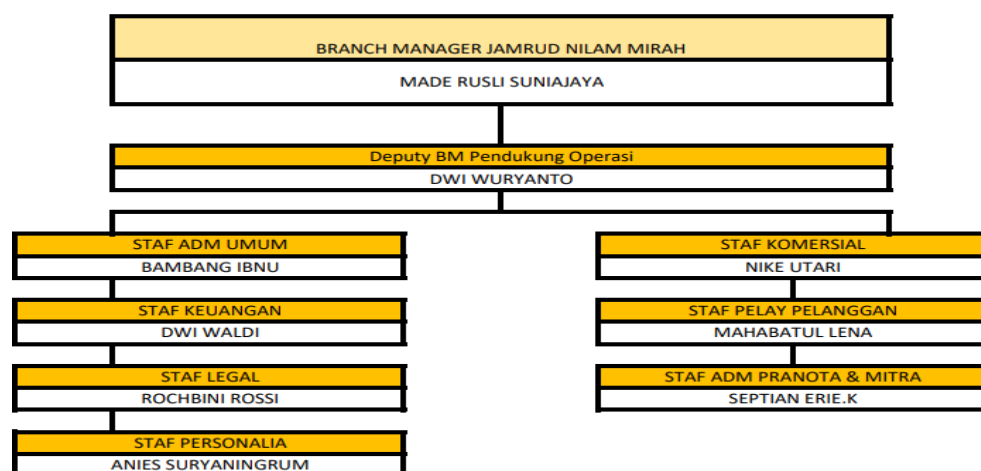 BRANCH MANAGER JAMRUD NILAM MIRAH
MADE RUSLI SUNIAJAYA
Deputy BM Pendukung Operasi
DWI WURYANTO
STAF ADM UMUM
BAMBANG IBNU
STAF KEUANGAN
DWI WALDI
STAF LEGAL
ROCHBINI ROSSI
STAF PERSONALIA
ANIES SURYANINGRUM
STAF KOMERSIAL
NIKE UTARI
STAF PELAY PELANGGAN
MAHABATUL LENA
STAF ADM PRANOTA & MITRA
SEPTIAN ERIE.K